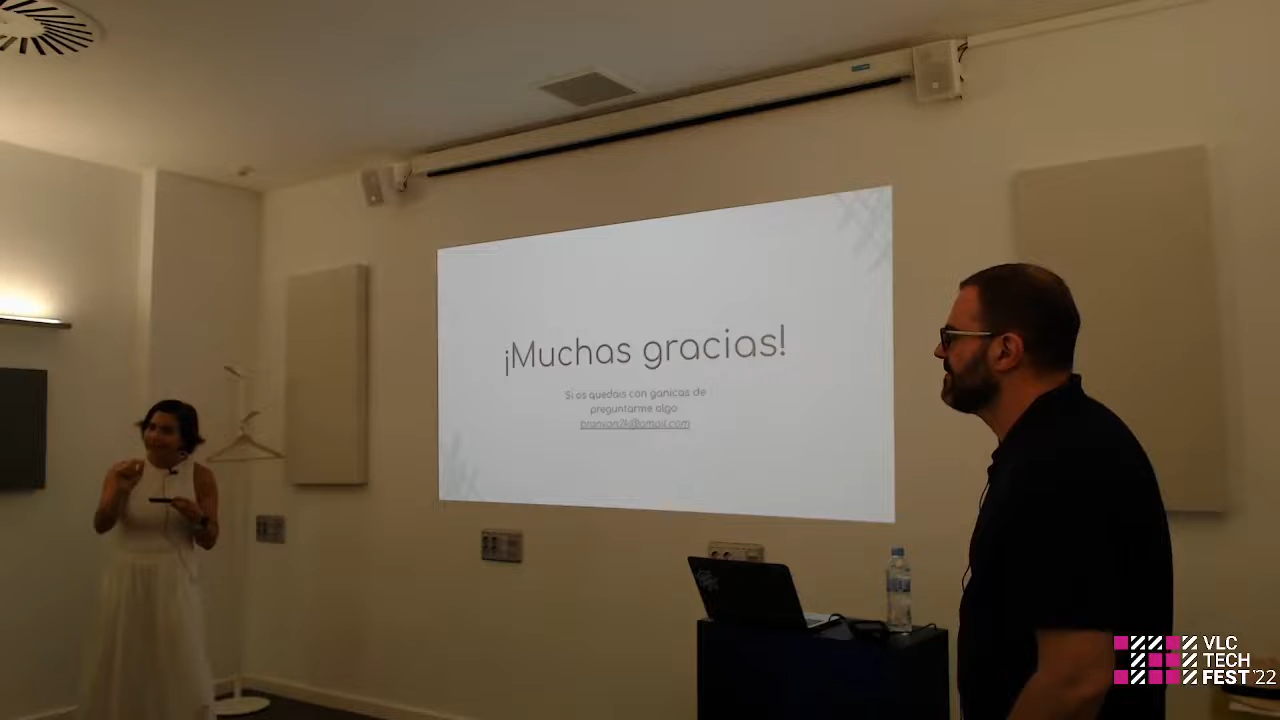 ¡Muchas gracias!
Si os quedais con ganicas de
preguntarme algo
VLC
TECH
FEST '22